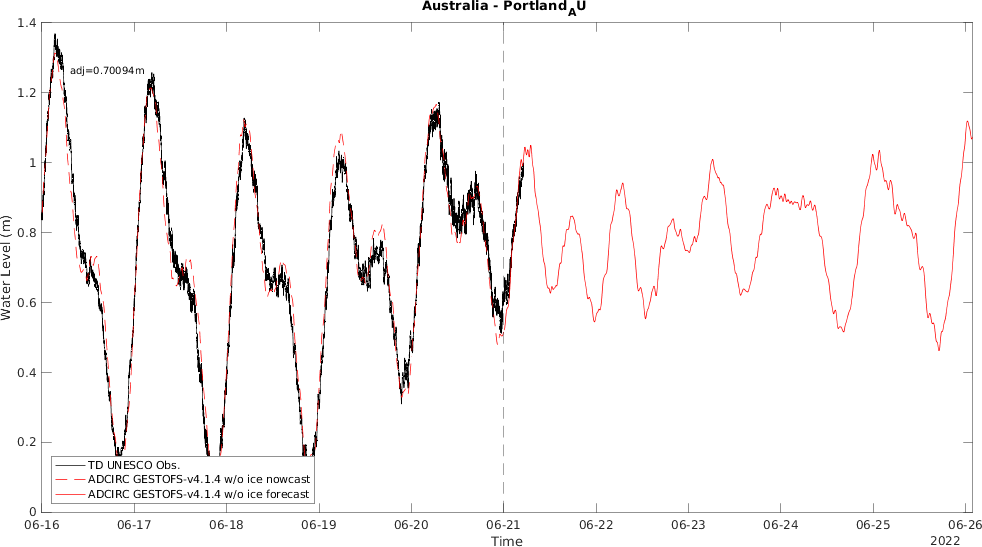 Australia - Portland_AU
adj=0.70094m
1.4
1.2
1
0.8
0.6
0.4
0.2
0
Water Level (m)
TD UNESCO Obs.
ADCIRC GESTOFS-v4.1.4 w/o ice nowcast
ADCIRC GESTOFS-v4.1.4 w/o ice forecast
06-16 06-17 06-18 06-19 06-20 06-21 06-22 06-23 06-24 06-25 06-26
Time
2022